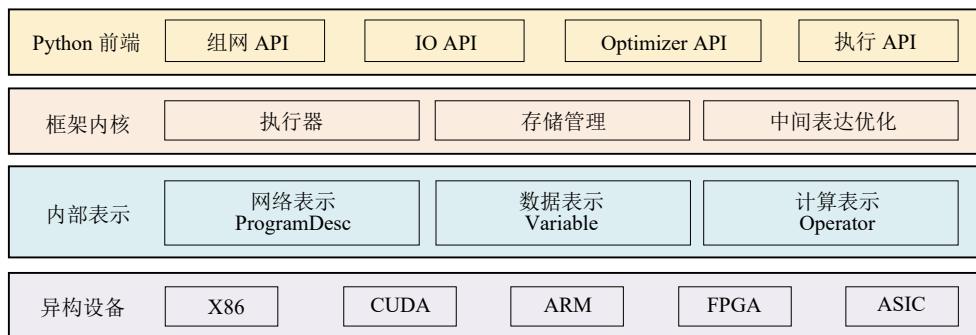 Python 前端
组网 API
IO API
Optimizer API
执行 API
框架内核
执行器
存储管理
中间表达优化
内部表示
网络表示
ProgramDesc
数据表示
Variable
计算表示
Operator
异构设备
X86
CUDA
ARM
FPGA
ASIC